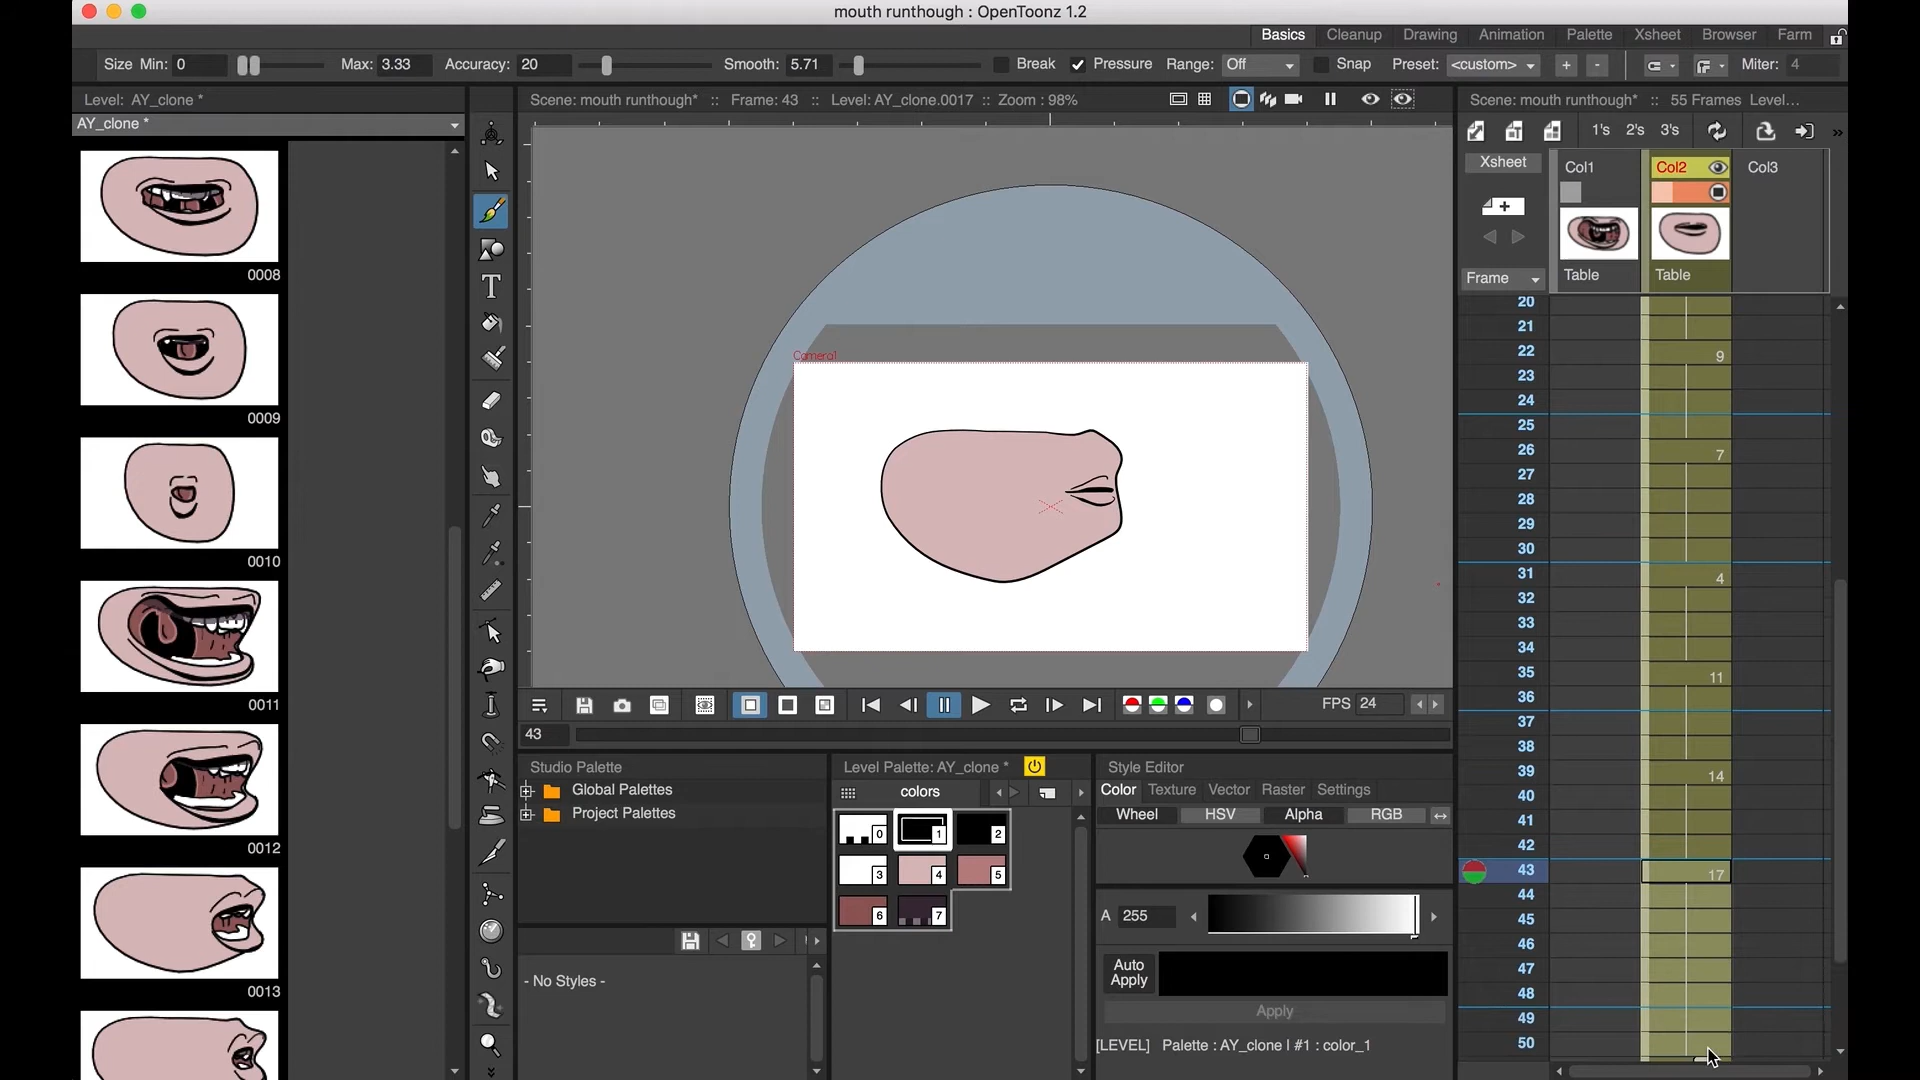 mouth runthough : OpenToonz 1.2
Basics Cleanup Drawing Animation Palette Xsheet Browser Farm
Size Min: 0 Max: 3.33 Accuracy: 20 Smooth: 5.71 Break Pressure Range: Off Snap Preset: <custom> + - Miter: 4
Level: AY_clone *
AY_clone *
0008
0009
0010
0011
0012
0013
Scene: mouth runthough* :: Frame: 43 :: Level: AY_clone.0017 :: Zoom : 98%
Camera1
FPS 24
43
Studio Palette
Global Palettes
Project Palettes
- No Styles -
Level Palette: AY_clone *
colors
0 1 2
3 4 5
6 7
Style Editor
Color Texture Vector Raster Settings
Wheel HSV Alpha RGB
A 255
Auto Apply
Apply
[LEVEL] Palette : AY_clone | #1 : color_1
Scene: mouth runthough* :: 55 Frames Level...
1's 2's 3's
Xsheet Col1 Col2 Col3
Table Table
Frame
20
21
22 9
23
24
25
26 7
27
28
29
30
31 4
32
33
34
35 11
36
37
38
39 14
40
41
42
43 17
44
45
46
47
48
49
50